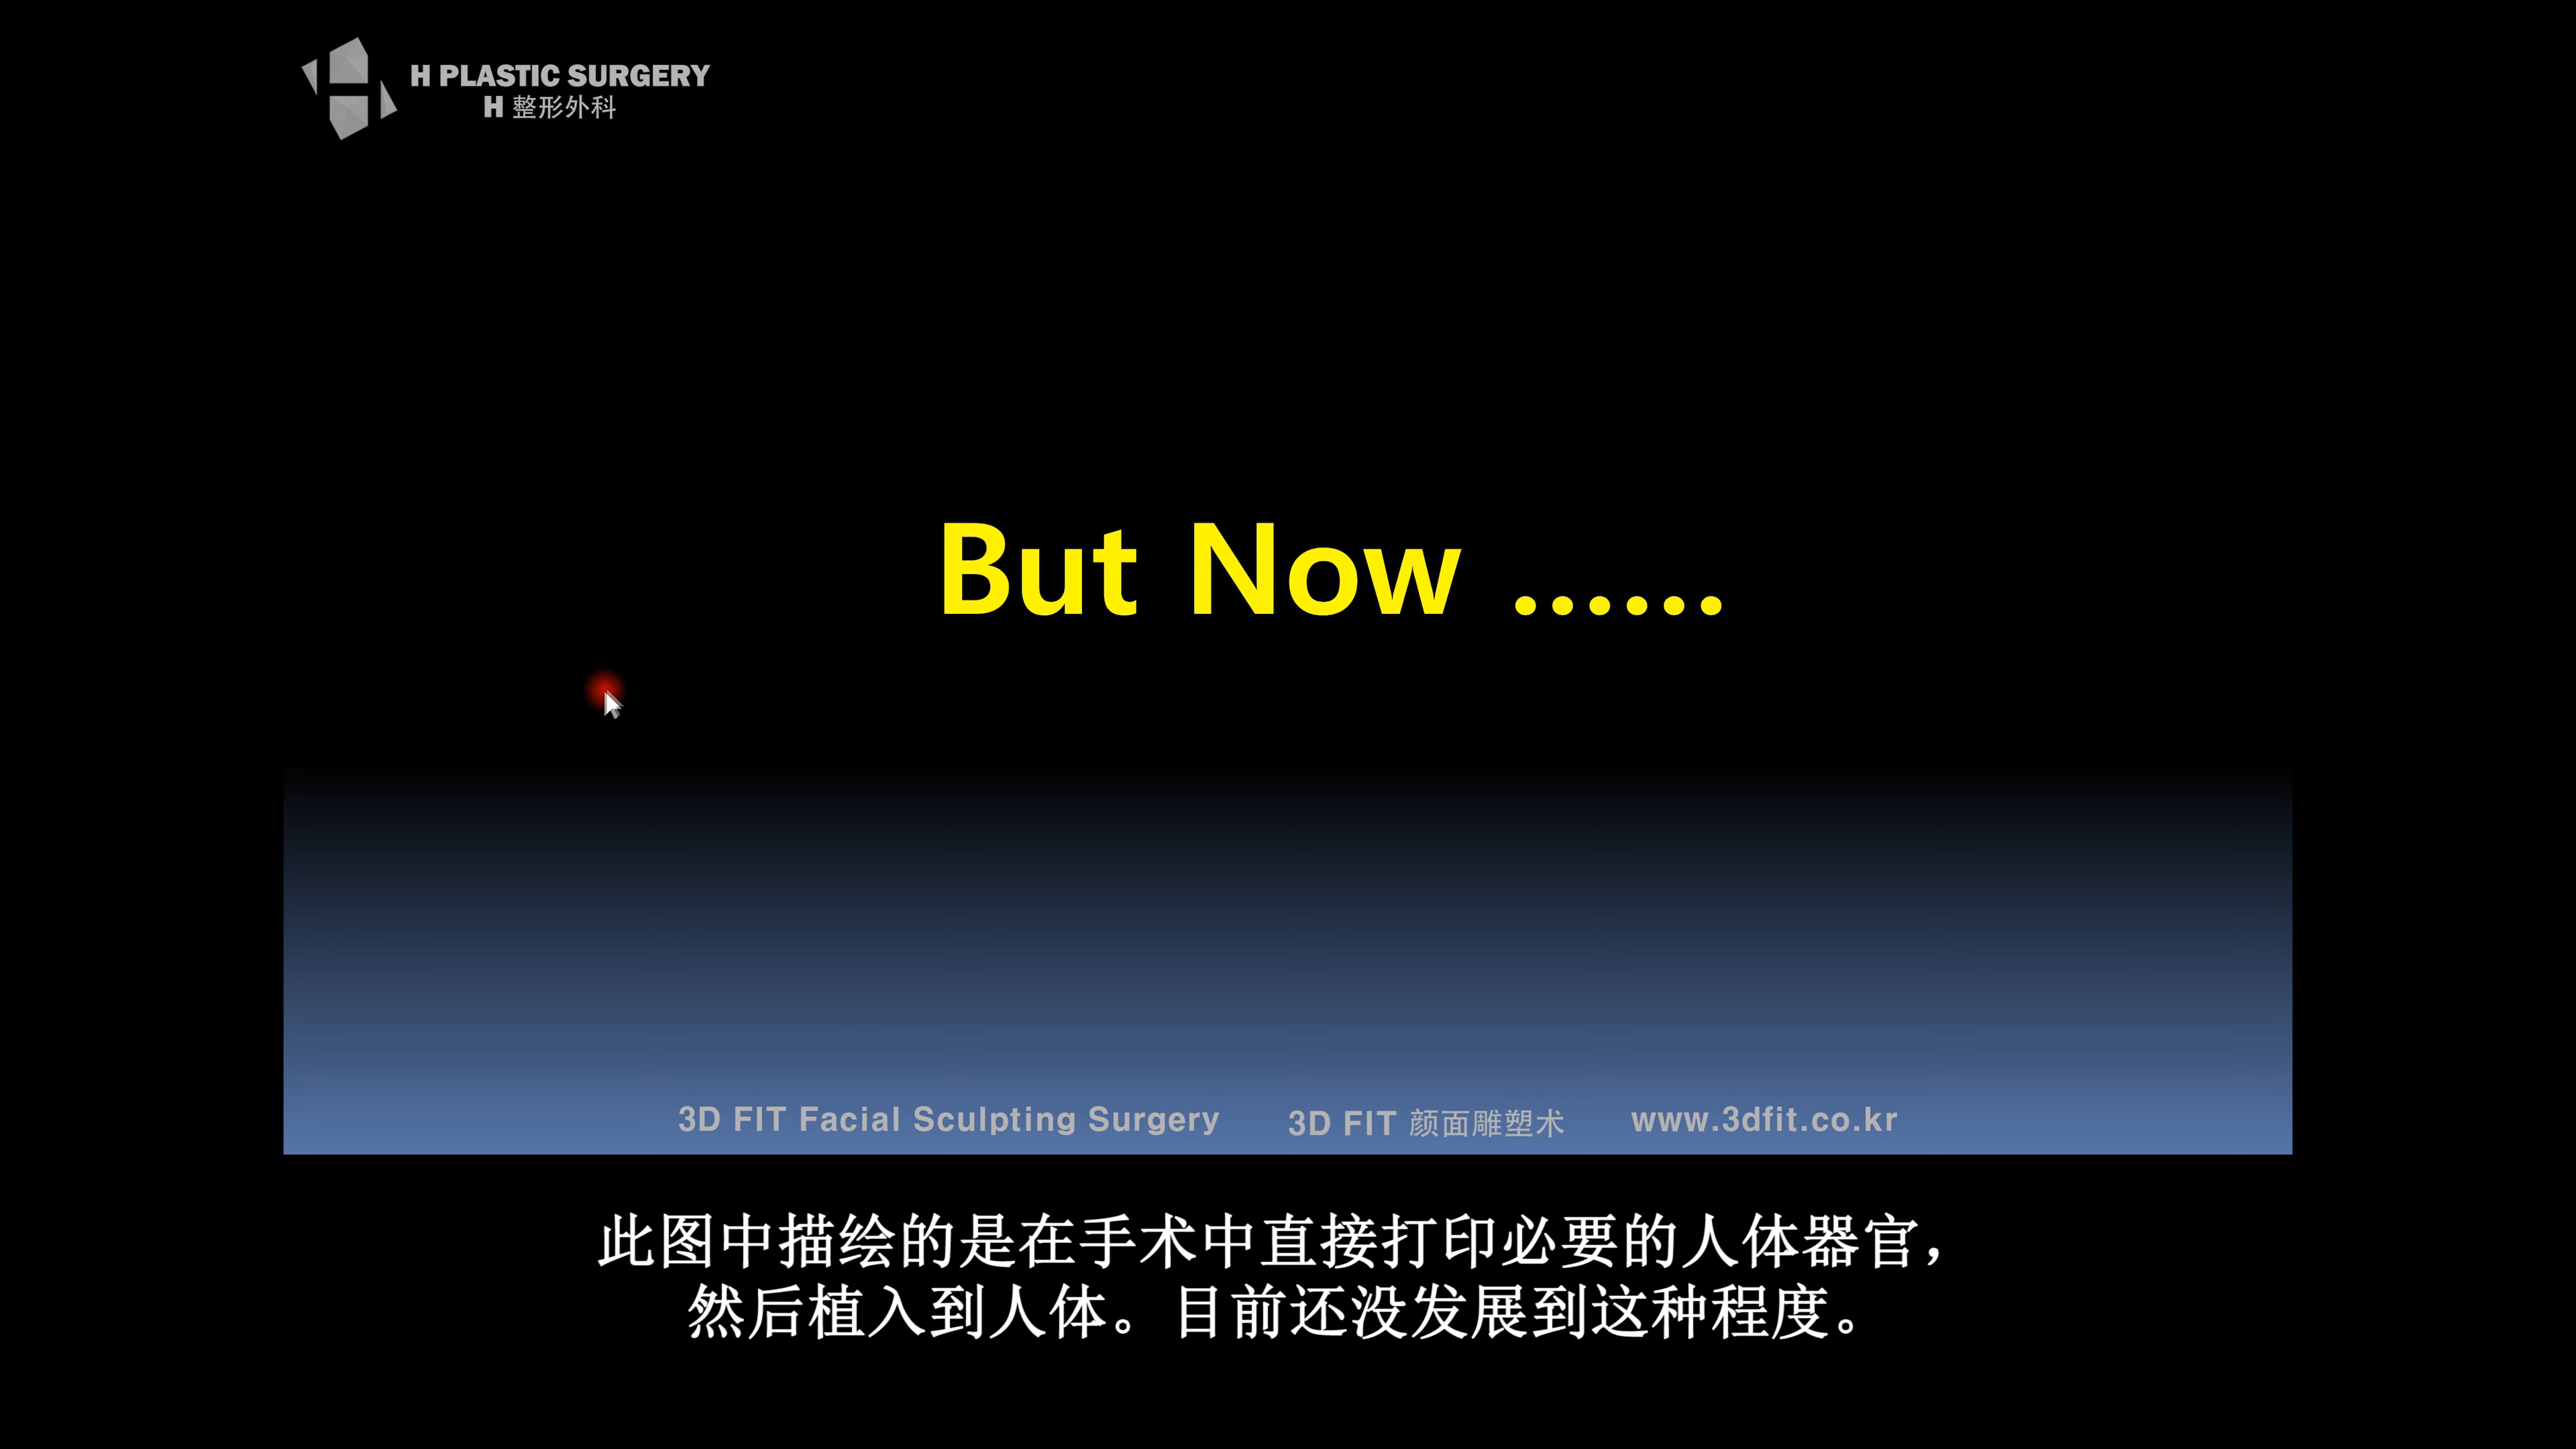 H PLASTIC SURGERY
H 整形外科
But Now ......
3D FIT Facial Sculpting Surgery 3D FIT 颜面雕塑术 www.3dfit.co.kr
此图中描绘的是在手术中直接打印必要的人体器官，
然后植入到人体。目前还没发展到这种程度。